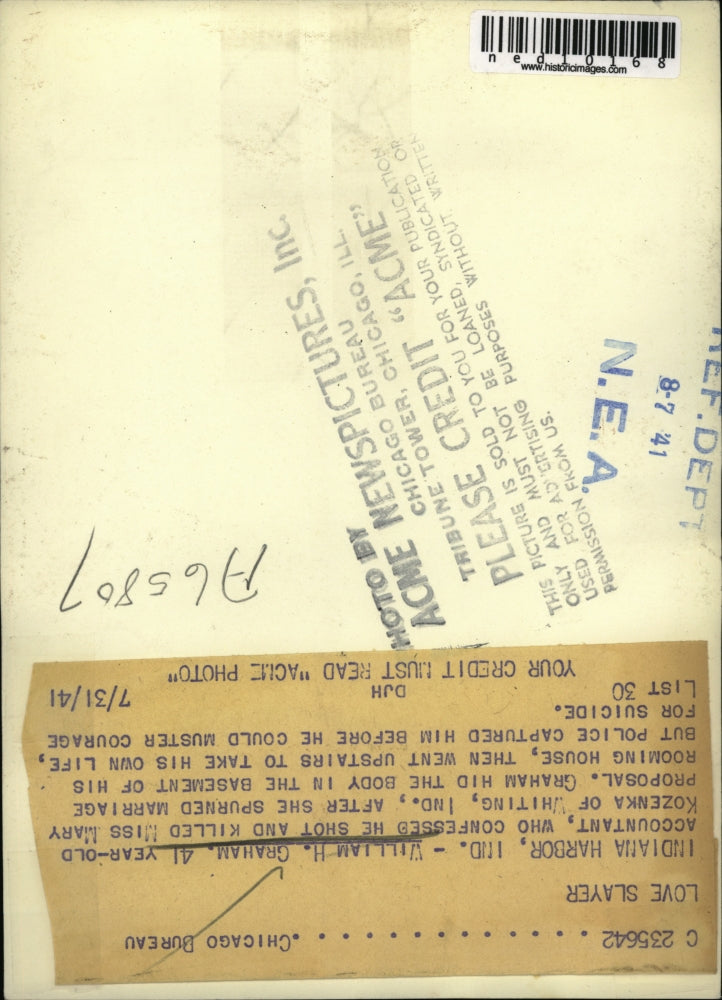 ned10168
www.historicimages.com
HOTO BY
ACME NEWSPICTURES, Inc.
CHICAGO BUREAU
TRIBUNE TOWER, CHICAGO, ILL.
PLEASE CREDIT "ACME"
THIS PICTURE IS SOLD TO YOU FOR YOUR PUBLICATION
ONLY AND MUST NOT BE LOANED, SYNDICATED OR
USED FOR ADVERTISING PURPOSES WITHOUT WRITTEN
PERMISSION FROM US.
REF. DEPT
8-7 '41
N.E.A.
A65807
C 235642 . . . . . . . . . . . . . . CHICAGO BUREAU
LOVE SLAYER
INDIANA HARBOR, IND. - WILLIAM H. GRAHAM, 41 YEAR-OLD
ACCOUNTANT, WHO CONFESSED HE SHOT AND KILLED MISS MARY
KOZENKA OF WHITING, IND., AFTER SHE SPURNED MARRIAGE
PROPOSAL. GRAHAM HID THE BODY IN THE BASEMENT OF HIS
ROOMING HOUSE, THEN WENT UPSTAIRS TO TAKE HIS OWN LIFE,
BUT POLICE CAPTURED HIM BEFORE HE COULD MUSTER COURAGE
FOR SUICIDE.
LIST 30 DJH 7/31/41
YOUR CREDIT MUST READ "ACME PHOTO"